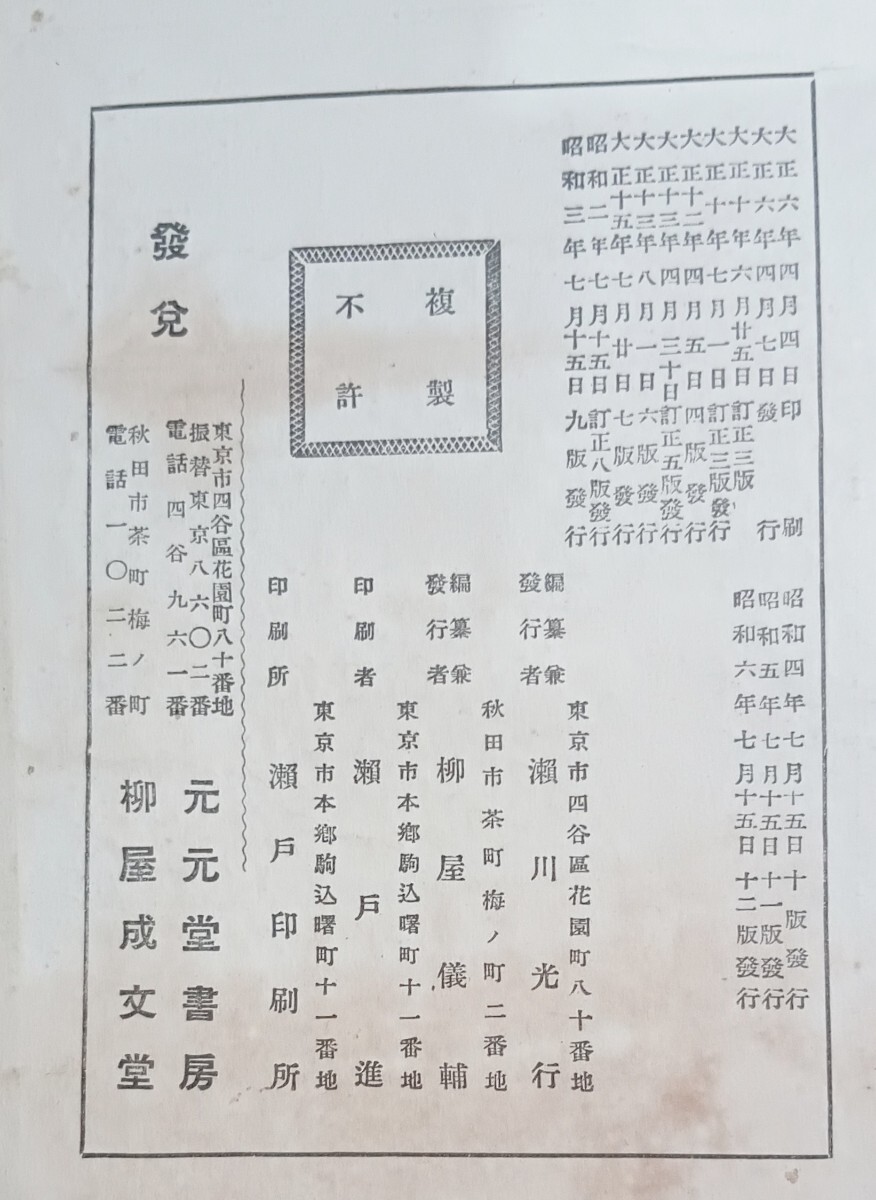 大正六年四月四日印刷
大正六年四月七日發行
大正十年六月廿五日訂正三版
大正十年七月一日訂正三版發行
大正十二年四月五日四版發行
大正十三年四月三十日訂正五版發行
大正十三年八月一日六版發行
大正十五年七月廿日七版發行
昭和二年七月十五日訂正八版發行
昭和三年七月十五日九版發行
昭和四年七月十五日十版發行
昭和五年七月十五日十一版發行
昭和六年七月十五日十二版發行
複製
不許
東京市四谷區花園町八十番地
編纂兼
發行者 瀨川光行
秋田市茶町梅ノ町二番地
編纂兼
發行者 柳屋儀輔
東京市本鄉駒込曙町十一番地
印刷者 瀨戶進
東京市本鄉駒込曙町十一番地
印刷所 瀨戶印刷所
發兌
東京市四谷區花園町八十番地
振替東京八六〇二番
電話四谷九六一番
元元堂書房
秋田市茶町梅ノ町
電話一〇二二番
柳屋成文堂